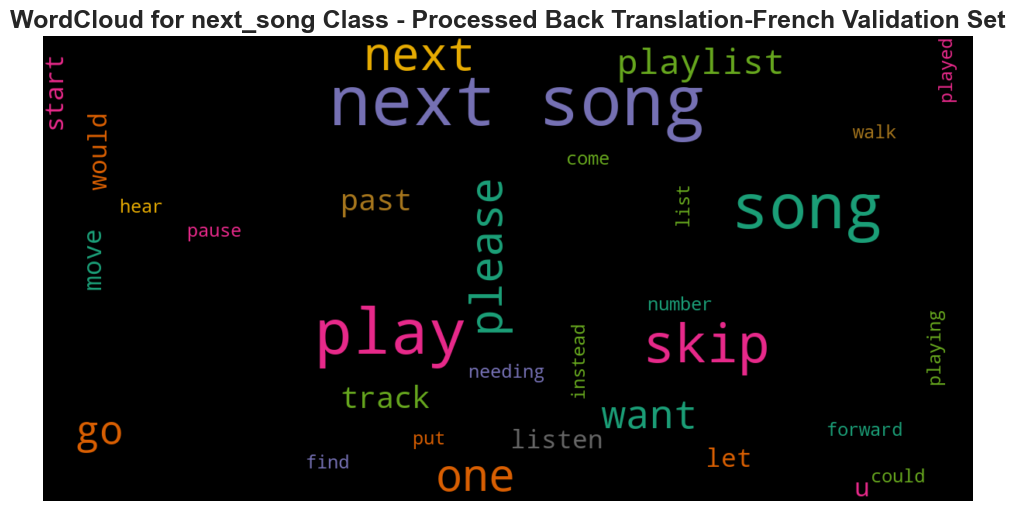 WordCloud for next_song Class - Processed Back Translation-French Validation Set
next
playlist
played
start
next song
would
walk
come
hear
past
please
list
song
pause
move
number
play
skip
playing
instead
needing
track
want
go
put
listen
forward
find
one
let
could
u